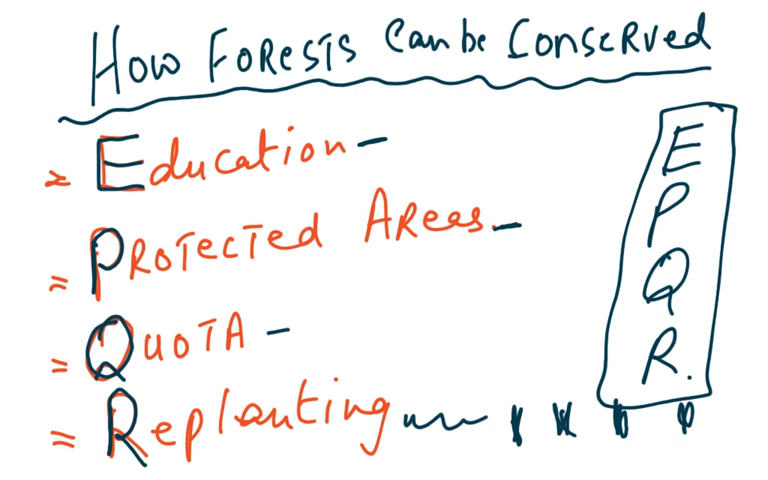 How Forests Can be Conserved
= Education -
= Protected Areas -
= Quota -
= Replanting
E
P
Q
R.